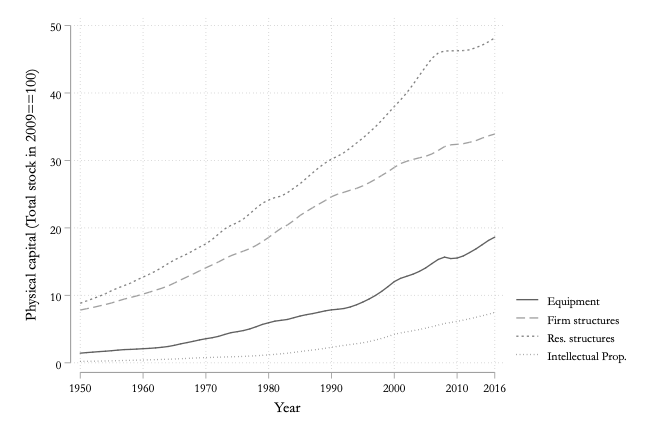 Physical capital (Total stock in 2009==100)
50
40
30
20
10
0
1950 1960 1970 1980 1990 2000 2010 2016
Year
Equipment
Firm structures
Res. structures
Intellectual Prop.